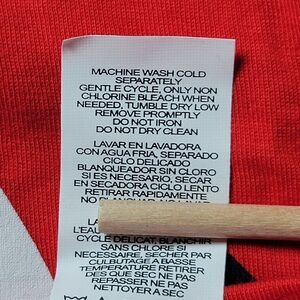 MACHINE WASH COLD
SEPARATELY
GENTLE CYCLE, ONLY NON
CHLORINE BLEACH WHEN
NEEDED, TUMBLE DRY LOW
REMOVE PROMPTLY
DO NOT IRON
DO NOT DRY CLEAN
LAVAR EN LAVADORA
CON AGUA FRIA, SEPARADO
CICLO DELICADO
BLANQUEADOR SIN CLORO
SI ES NECESARIO, SECAR
EN SECADORA CICLO LENTO
RETIRAR RAPIDAMENTE
L'EAU
CYCLE DELICAT, BLANCHIR
SANS CHLORE SI
NECESSAIRE, SECHER PAR
CULBUTAGE A BASSE
TEMPERATURE RETIRER
DES QUE SEC NE PAS
REPASSER NE PAS
NETTOYER A SEC